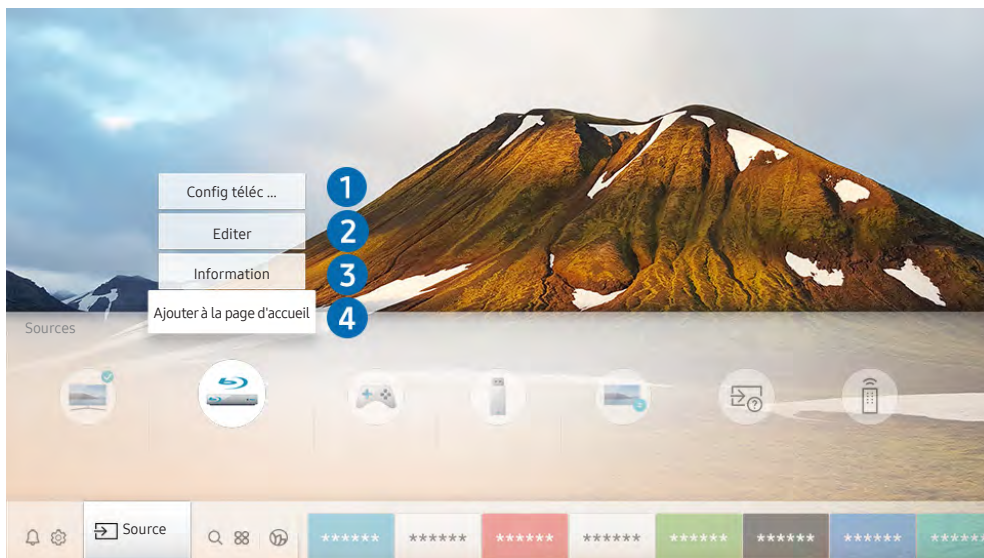 Config téléc ...
1
Editer
2
Information
3
Ajouter à la page d'accueil
4
Sources
Source
****** ****** ****** ****** ****** ****** ****** ******